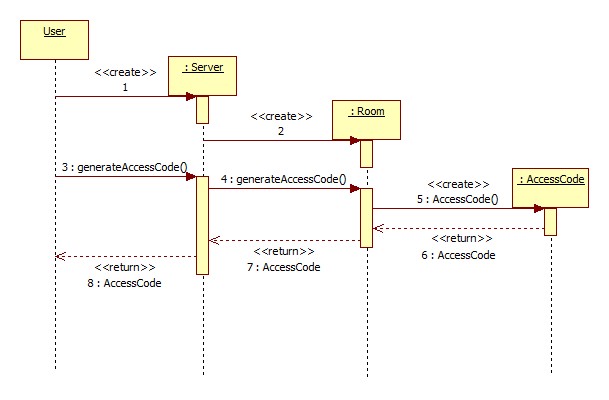 User
: Server
<<create>>
1
: Room
<<create>>
2
3 : generateAccessCode()
4 : generateAccessCode()
: AccessCode
<<create>>
5 : AccessCode()
<<return>>
6 : AccessCode
<<return>>
7 : AccessCode
<<return>>
8 : AccessCode